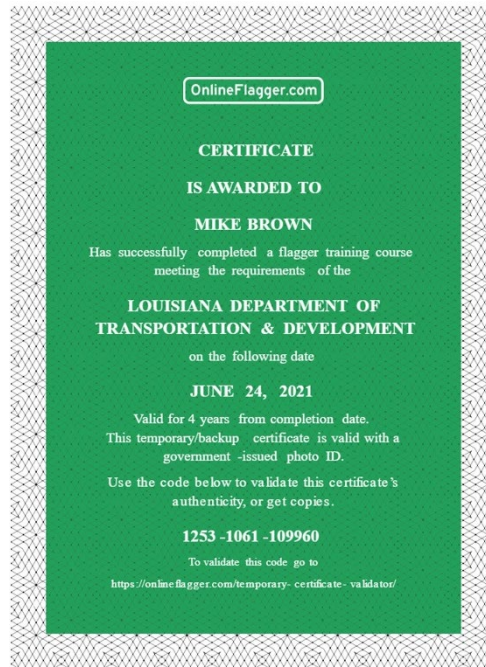 OnlineFlagger.com
CERTIFICATE
IS AWARDED TO
MIKE BROWN
Has successfully completed a flagger training course
meeting the requirements of the
LOUISIANA DEPARTMENT OF
TRANSPORTATION & DEVELOPMENT
on the following date
JUNE 24, 2021
Valid for 4 years from completion date.
This temporary/backup certificate is valid with a
government -issued photo ID.
Use the code below to validate this certificate's
authenticity, or get copies.
1253 -1061 -109960
To validate this code go to
https://onlineflagger.com/temporary- certificate- validator/